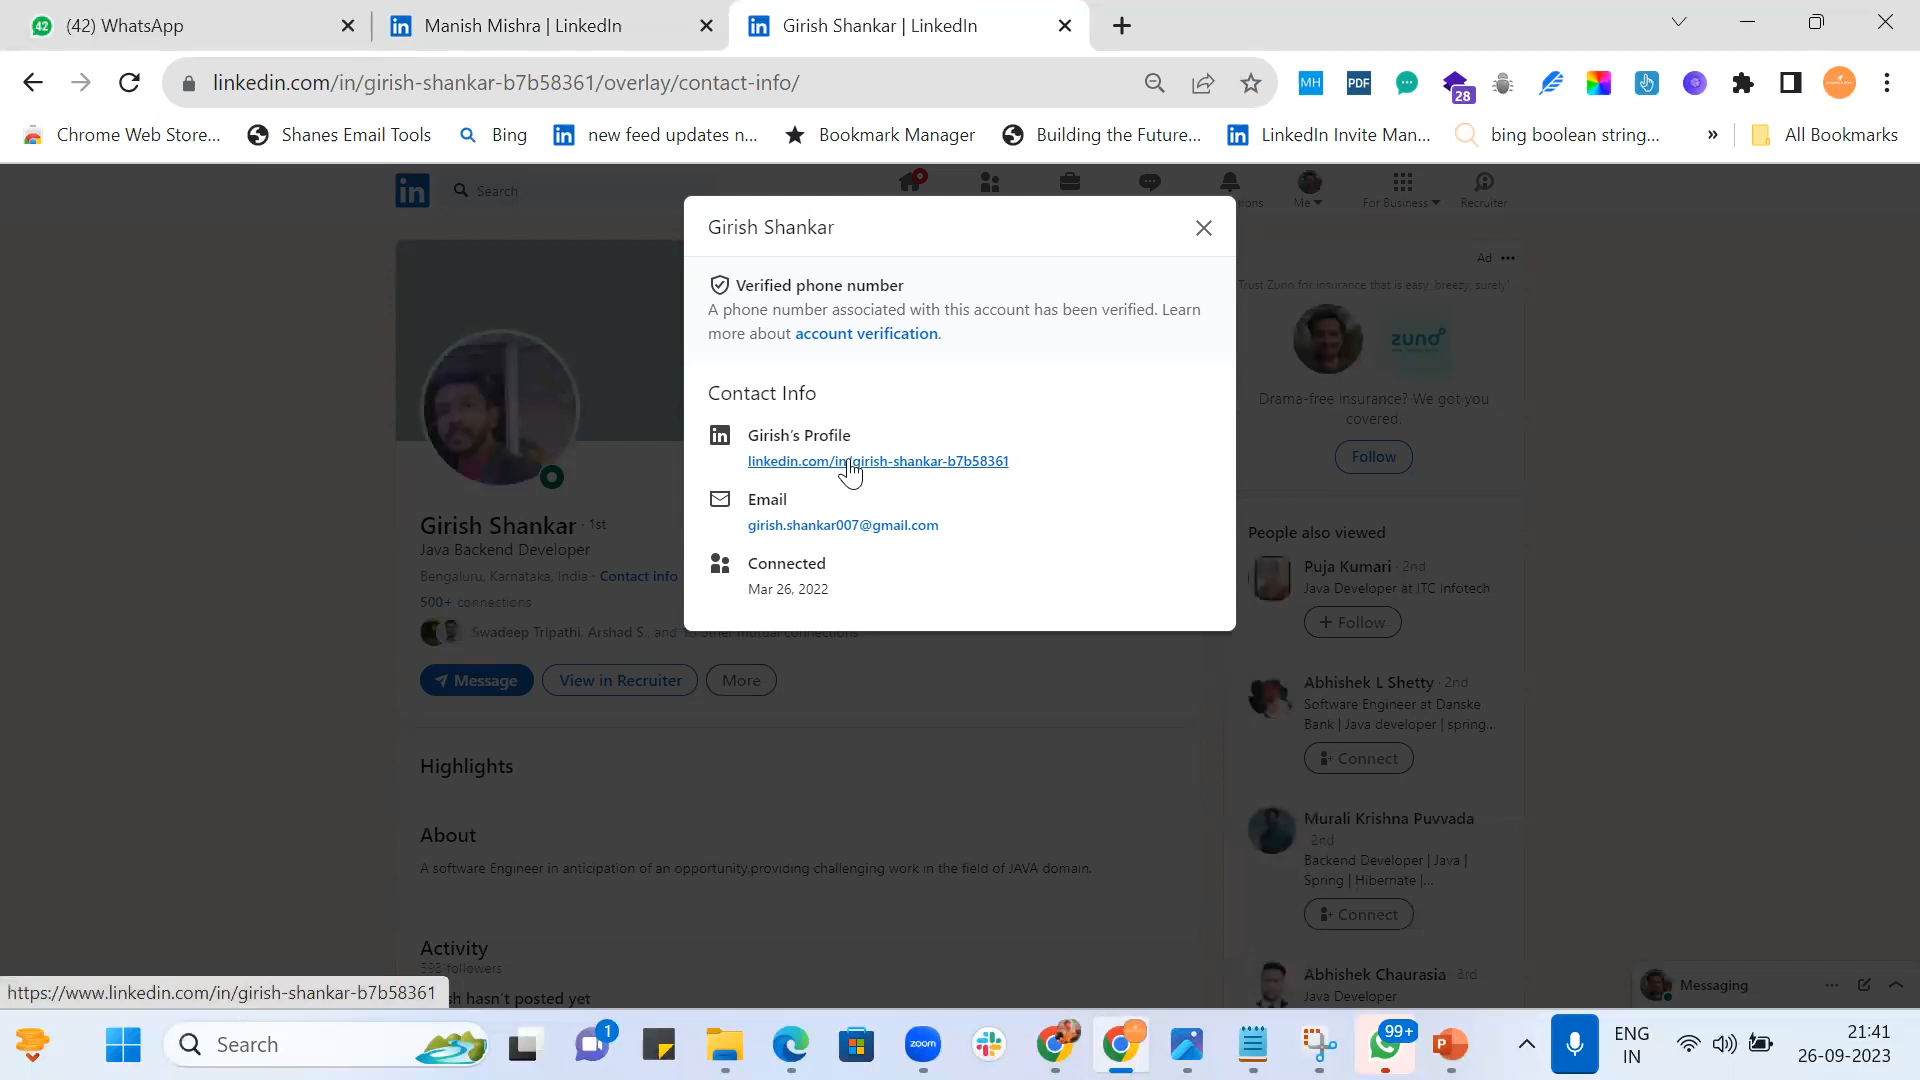 (42) WhatsApp
Manish Mishra | LinkedIn
Girish Shankar | LinkedIn
linkedin.com/in/girish-shankar-b7b58361/overlay/contact-info/
MH
PDF
28
Chrome Web Store...
Shanes Email Tools
Bing
new feed updates n...
Bookmark Manager
Building the Future...
LinkedIn Invite Man...
bing boolean string...
»
All Bookmarks
in
Search
Me
For Business
Recruiter
Girish Shankar
Verified phone number
A phone number associated with this account has been verified. Learn
more about account verification.
Contact Info
Girish's Profile
linkedin.com/in/girish-shankar-b7b58361
Email
girish.shankar007@gmail.com
Connected
Mar 26, 2022
Girish Shankar · 1st
Java Backend Developer
Bengaluru, Karnataka, India · Contact info
500+ connections
Swadeep Tripathi, Arshad S., and
other mutual connections
Message
View in Recruiter
More
Highlights
About
A software Engineer in anticipation of an opportunity,providing challenging work in the field of JAVA domain.
Activity
followers
hasn't posted yet
Ad
Trust Zuno for insurance that is easy, breezy, surely!
zuno
Drama-free insurance? We got you
covered.
Follow
People also viewed
Puja Kumari · 2nd
Java Developer at ITC Infotech
+ Follow
Abhishek L Shetty · 2nd
Software Engineer at Danske
Bank | Java developer | spring...
Connect
Murali Krishna Puvvada
· 2nd
Backend Developer | Java |
Spring | Hibernate |...
Connect
Abhishek Chaurasia · 3rd
Java Developer
Messaging
https://www.linkedin.com/in/girish-shankar-b7b58361
Search
1
zoom
99+
P
ENG
IN
21:41
26-09-2023